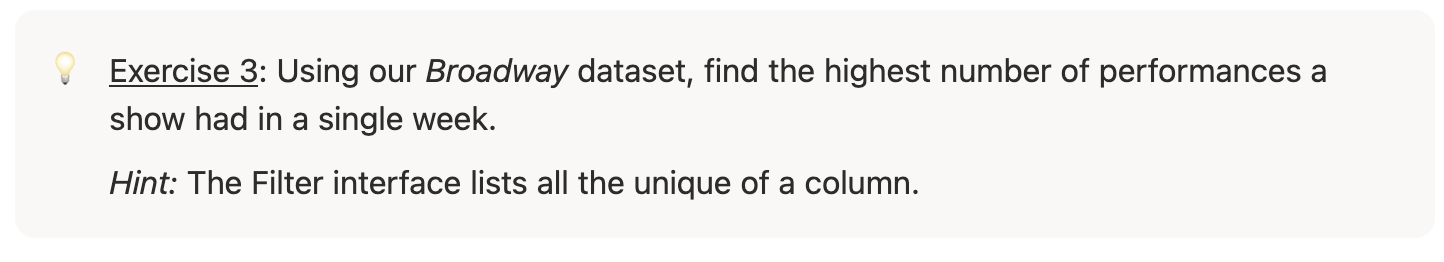 Exercise 3: Using our Broadway dataset, find the highest number of performances a
show had in a single week.
Hint: The Filter interface lists all the unique of a column.